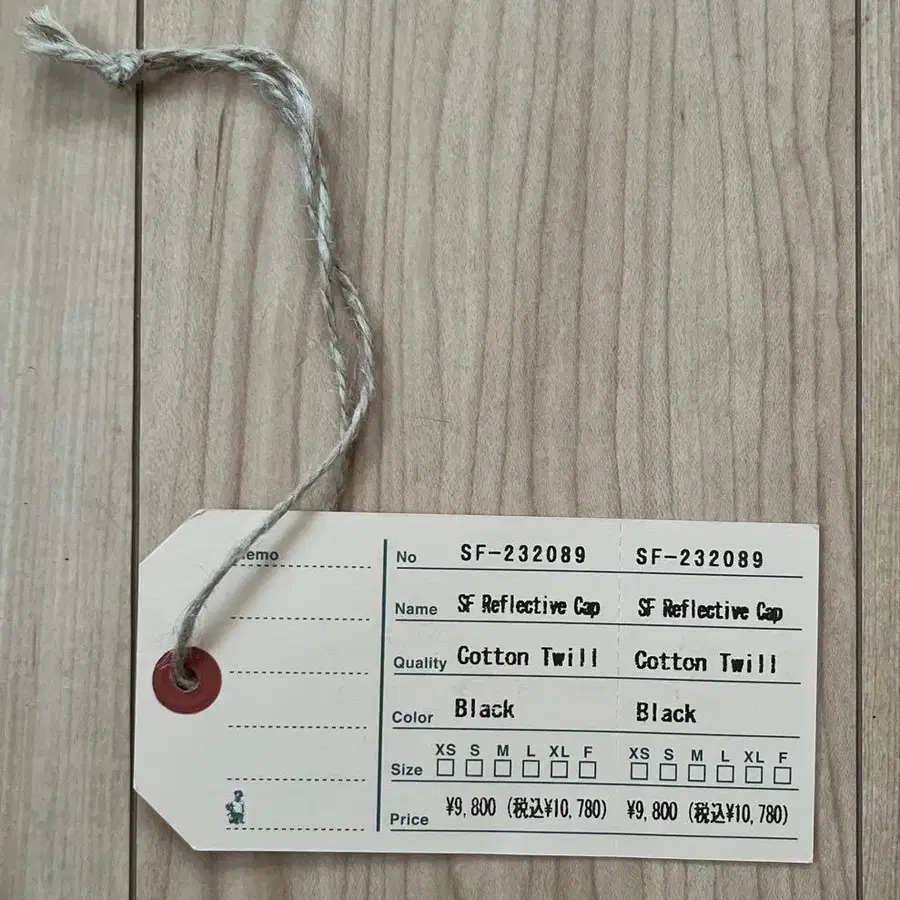 emo
No SF-232089 SF-232089
Name SF Reflective Cap SF Reflective Cap
Quality Cotton Twill Cotton Twill
Color Black Black
XS S M L XL F XS S M L XL F
Size
Price ¥9,800 (税込¥10,780) ¥9,800 (税込¥10,780)